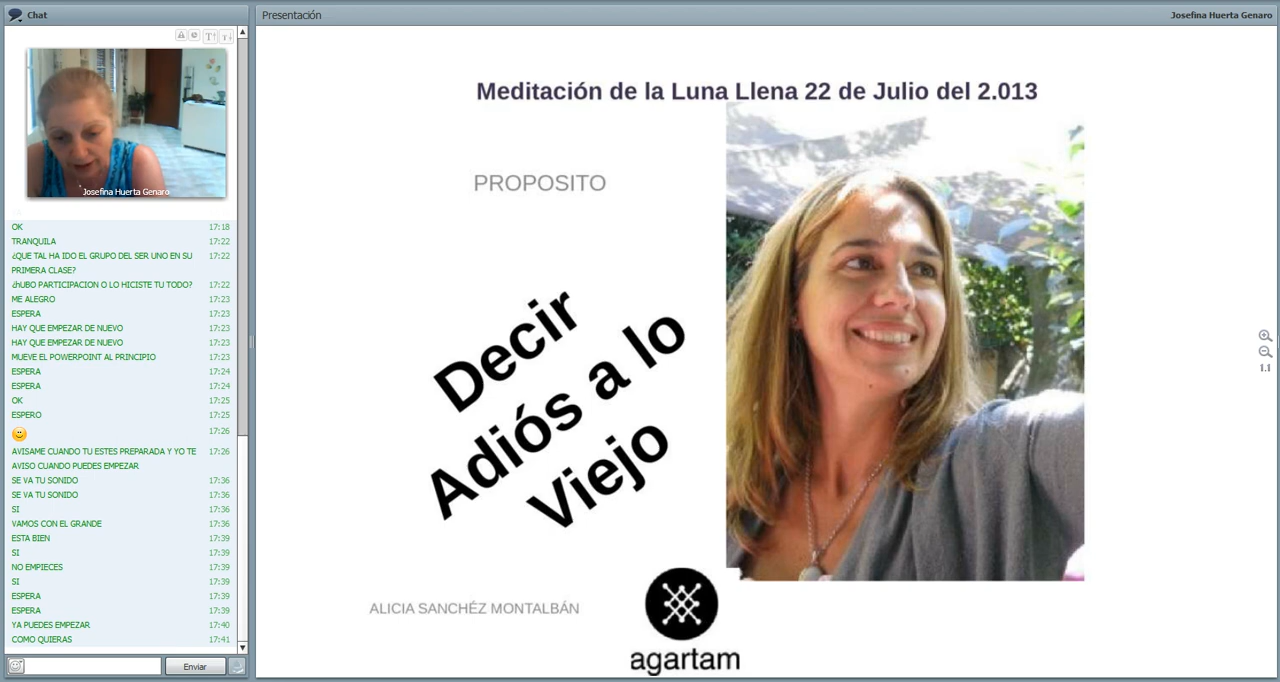 Chat
Josefina Huerta Genaro
OK 17:18
TRANQUILA 17:22
¿QUE TAL HA IDO EL GRUPO DEL SER UNO EN SU 17:22
PRIMERA CLASE?
¿hUBO PARTICIPACION O LO HICISTE TU TODO? 17:22
ME ALEGRO 17:23
ESPERA 17:23
HAY QUE EMPEZAR DE NUEVO 17:23
HAY QUE EMPEZAR DE NUEVO 17:23
MUEVE EL POWERPOINT AL PRINCIPIO 17:23
ESPERA 17:24
ESPERA 17:24
OK 17:25
ESPERO 17:25
17:26
AVISAME CUANDO TU ESTES PREPARADA Y YO TE 17:26
AVISO CUANDO PUEDES EMPEZAR
SE VA TU SONIDO 17:36
SE VA TU SONIDO 17:36
SI 17:36
VAMOS CON EL GRANDE 17:36
ESTA BIEN 17:39
SI 17:39
NO EMPIECES 17:39
SI 17:39
ESPERA 17:39
ESPERA 17:39
YA PUEDES EMPEZAR 17:40
COMO QUIERAS 17:41
Enviar
Presentación
Josefina Huerta Genaro
Meditación de la Luna Llena 22 de Julio del 2.013
PROPOSITO
Decir
Adiós a lo
Viejo
ALICIA SANCHÉZ MONTALBÁN
agartam
1.1